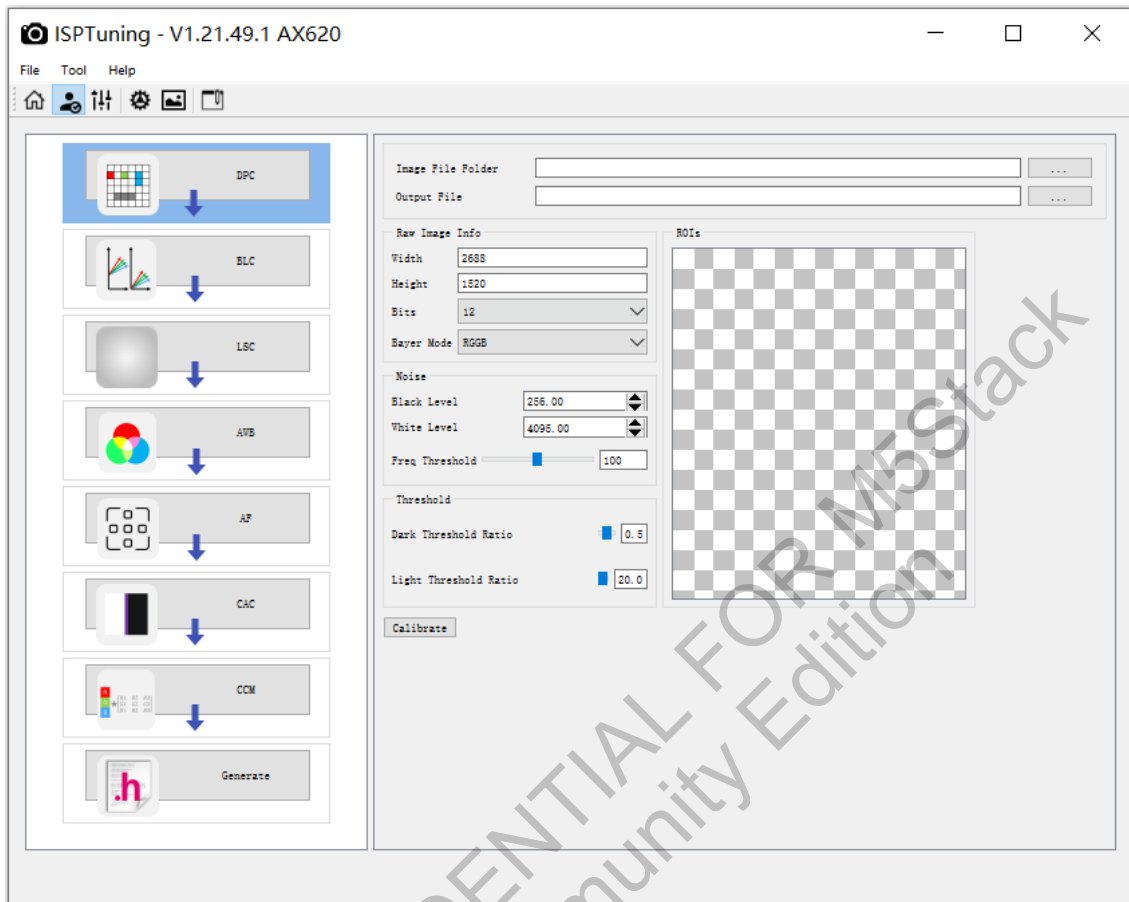 ISPTuning - V1.21.49.1 AX620
File Tool Help
DPC
BLC
LSC
AWB
AF
CAC
CCM
Generate
.h
Image File Folder ...
Output File ...
Raw Image Info
Width 2688
Height 1520
Bits 12
Bayer Mode RGGB
Noise
Black Level 256.00
White Level 4095.00
Freq Threshold 100
Threshold
Dark Threshold Ratio 0.5
Light Threshold Ratio 20.0
Calibrate
ROIs
DENTIAL FOR M5Stack
munity Edition